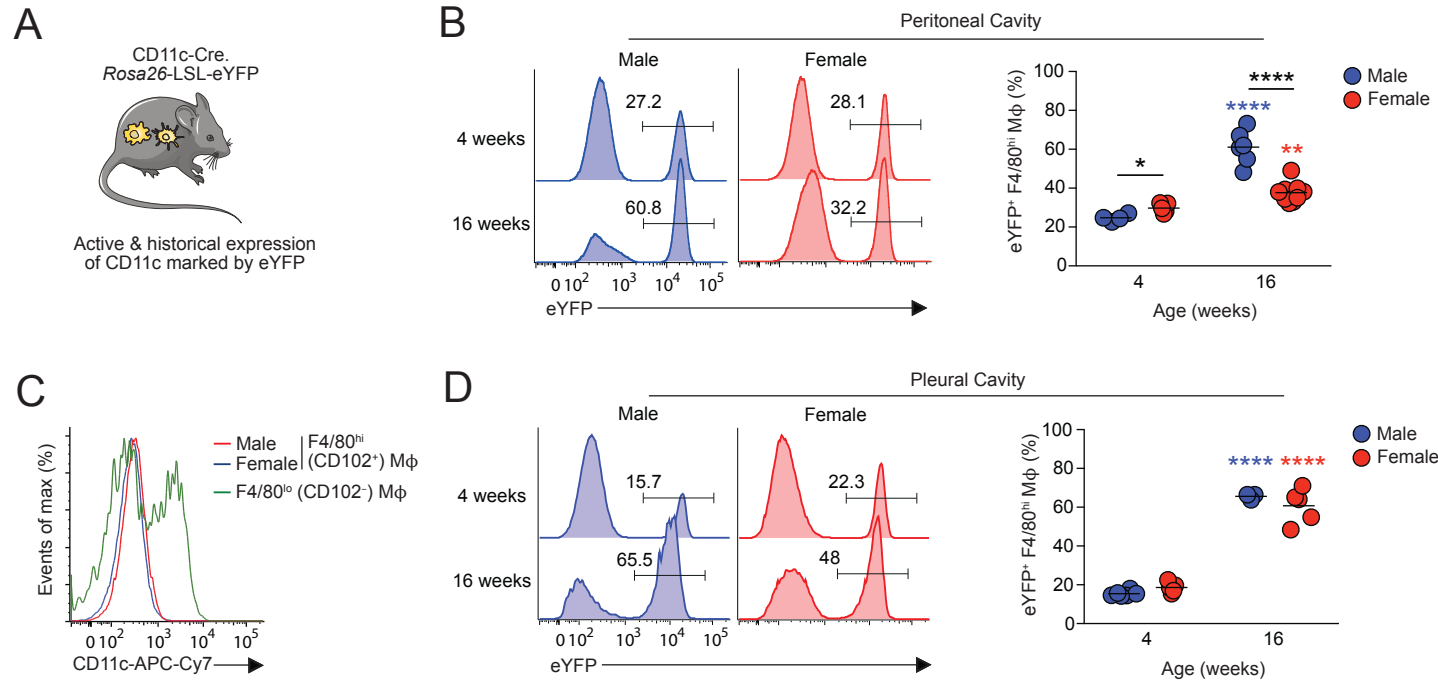 A
CD11c-Cre.
Rosa26-LSL-eYFP
Active & historical expression
of CD11c marked by eYFP
B
Peritoneal Cavity
Male
Female
4 weeks
27.2
28.1
16 weeks
60.8
32.2
0 10² 10³ 10⁴ 10⁵
eYFP
eYFP⁺ F4/80ʰⁱ Mϕ (%)
100
80
60
40
20
0
*
****
****
**
4
16
Age (weeks)
Male
Female
C
Events of max (%)
Male
Female
F4/80ʰⁱ
(CD102⁺) Mϕ
F4/80ˡᵒ (CD102⁻) Mϕ
0 10² 10³ 10⁴ 10⁵
CD11c-APC-Cy7
D
Pleural Cavity
Male
Female
4 weeks
15.7
22.3
16 weeks
65.5
48
0 10² 10³ 10⁴ 10⁵
eYFP
eYFP⁺ F4/80ʰⁱ Mϕ (%)
100
80
60
40
20
0
**** ****
4
16
Age (weeks)
Male
Female